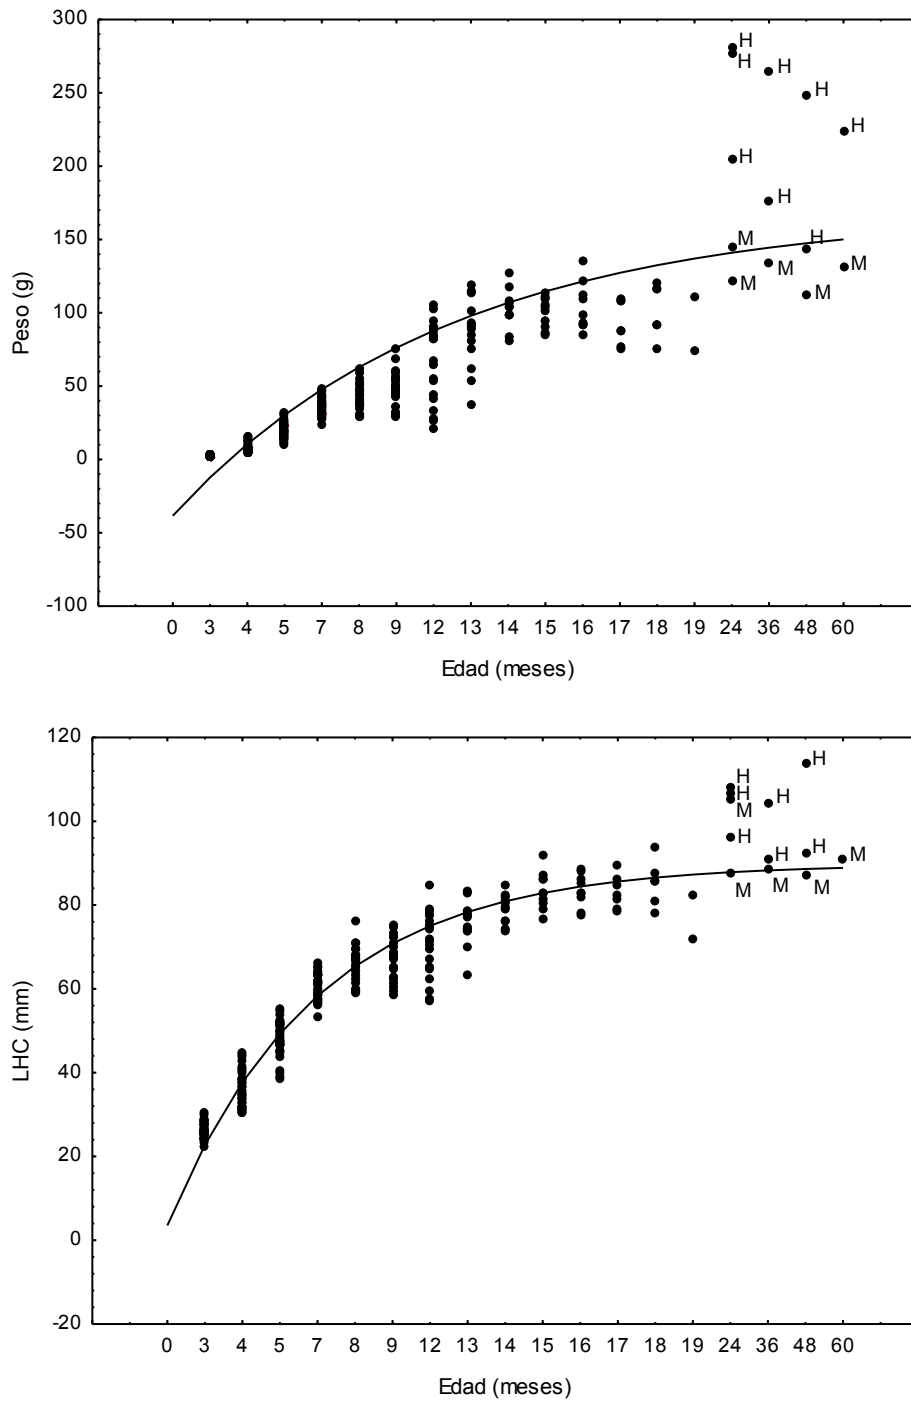 300
250
200
150
100
50
0
-50
-100
Peso (g)
H
H
H
H
H
H
H
M
H
M
M
M
M
0 3 4 5 7 8 9 12 13 14 15 16 17 18 19 24 36 48 60
Edad (meses)
120
100
80
60
40
20
0
-20
LHC (mm)
H
H
H
M
H
H
H
H
M
M
M
M
0 3 4 5 7 8 9 12 13 14 15 16 17 18 19 24 36 48 60
Edad (meses)